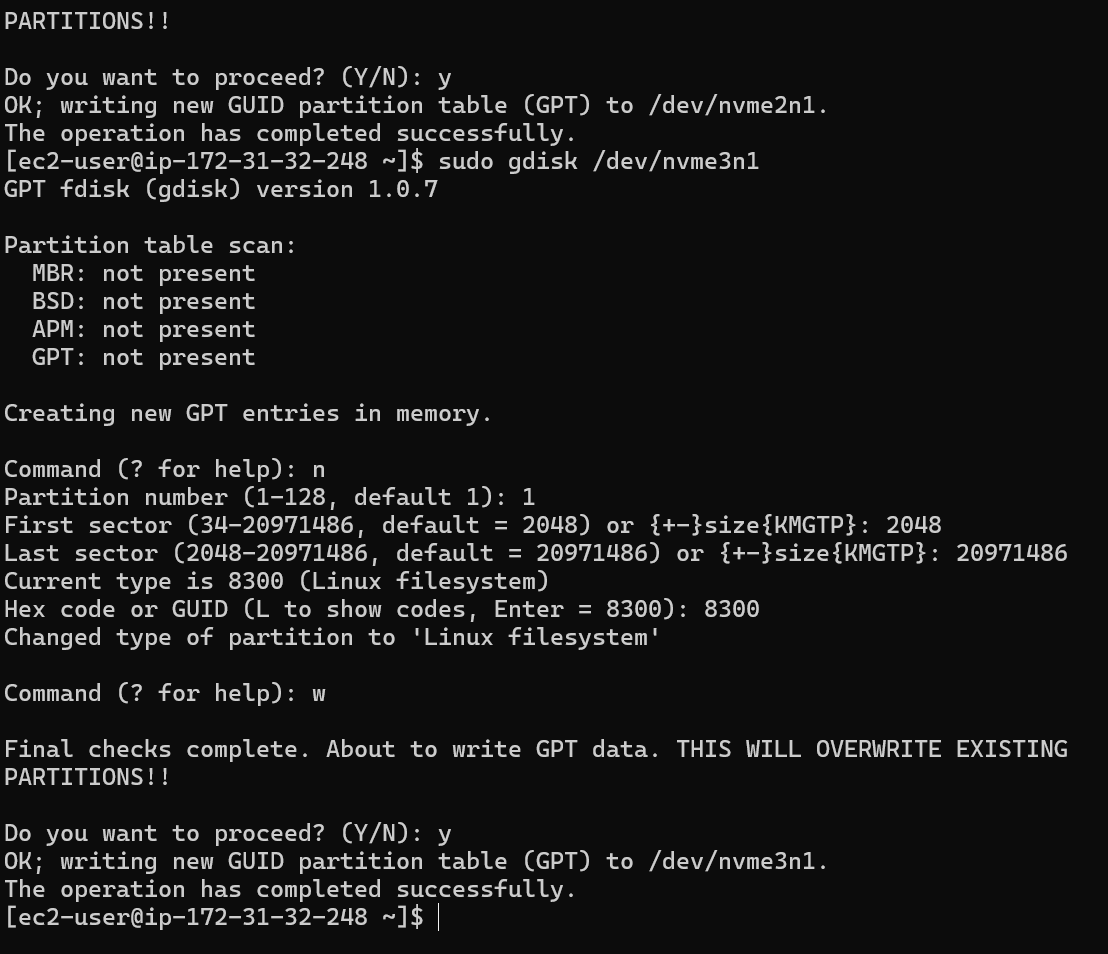 PARTITIONS!!
Do you want to proceed? (Y/N): y
OK; writing new GUID partition table (GPT) to /dev/nvme2n1.
The operation has completed successfully.
[ec2-user@ip-172-31-32-248 ~]$ sudo gdisk /dev/nvme3n1
GPT fdisk (gdisk) version 1.0.7
Partition table scan:
  MBR: not present
  BSD: not present
  APM: not present
  GPT: not present
Creating new GPT entries in memory.
Command (? for help): n
Partition number (1-128, default 1): 1
First sector (34-20971486, default = 2048) or {+-}size{KMGTP}: 2048
Last sector (2048-20971486, default = 20971486) or {+-}size{KMGTP}: 20971486
Current type is 8300 (Linux filesystem)
Hex code or GUID (L to show codes, Enter = 8300): 8300
Changed type of partition to 'Linux filesystem'
Command (? for help): w
Final checks complete. About to write GPT data. THIS WILL OVERWRITE EXISTING
PARTITIONS!!
Do you want to proceed? (Y/N): y
OK; writing new GUID partition table (GPT) to /dev/nvme3n1.
The operation has completed successfully.
[ec2-user@ip-172-31-32-248 ~]$